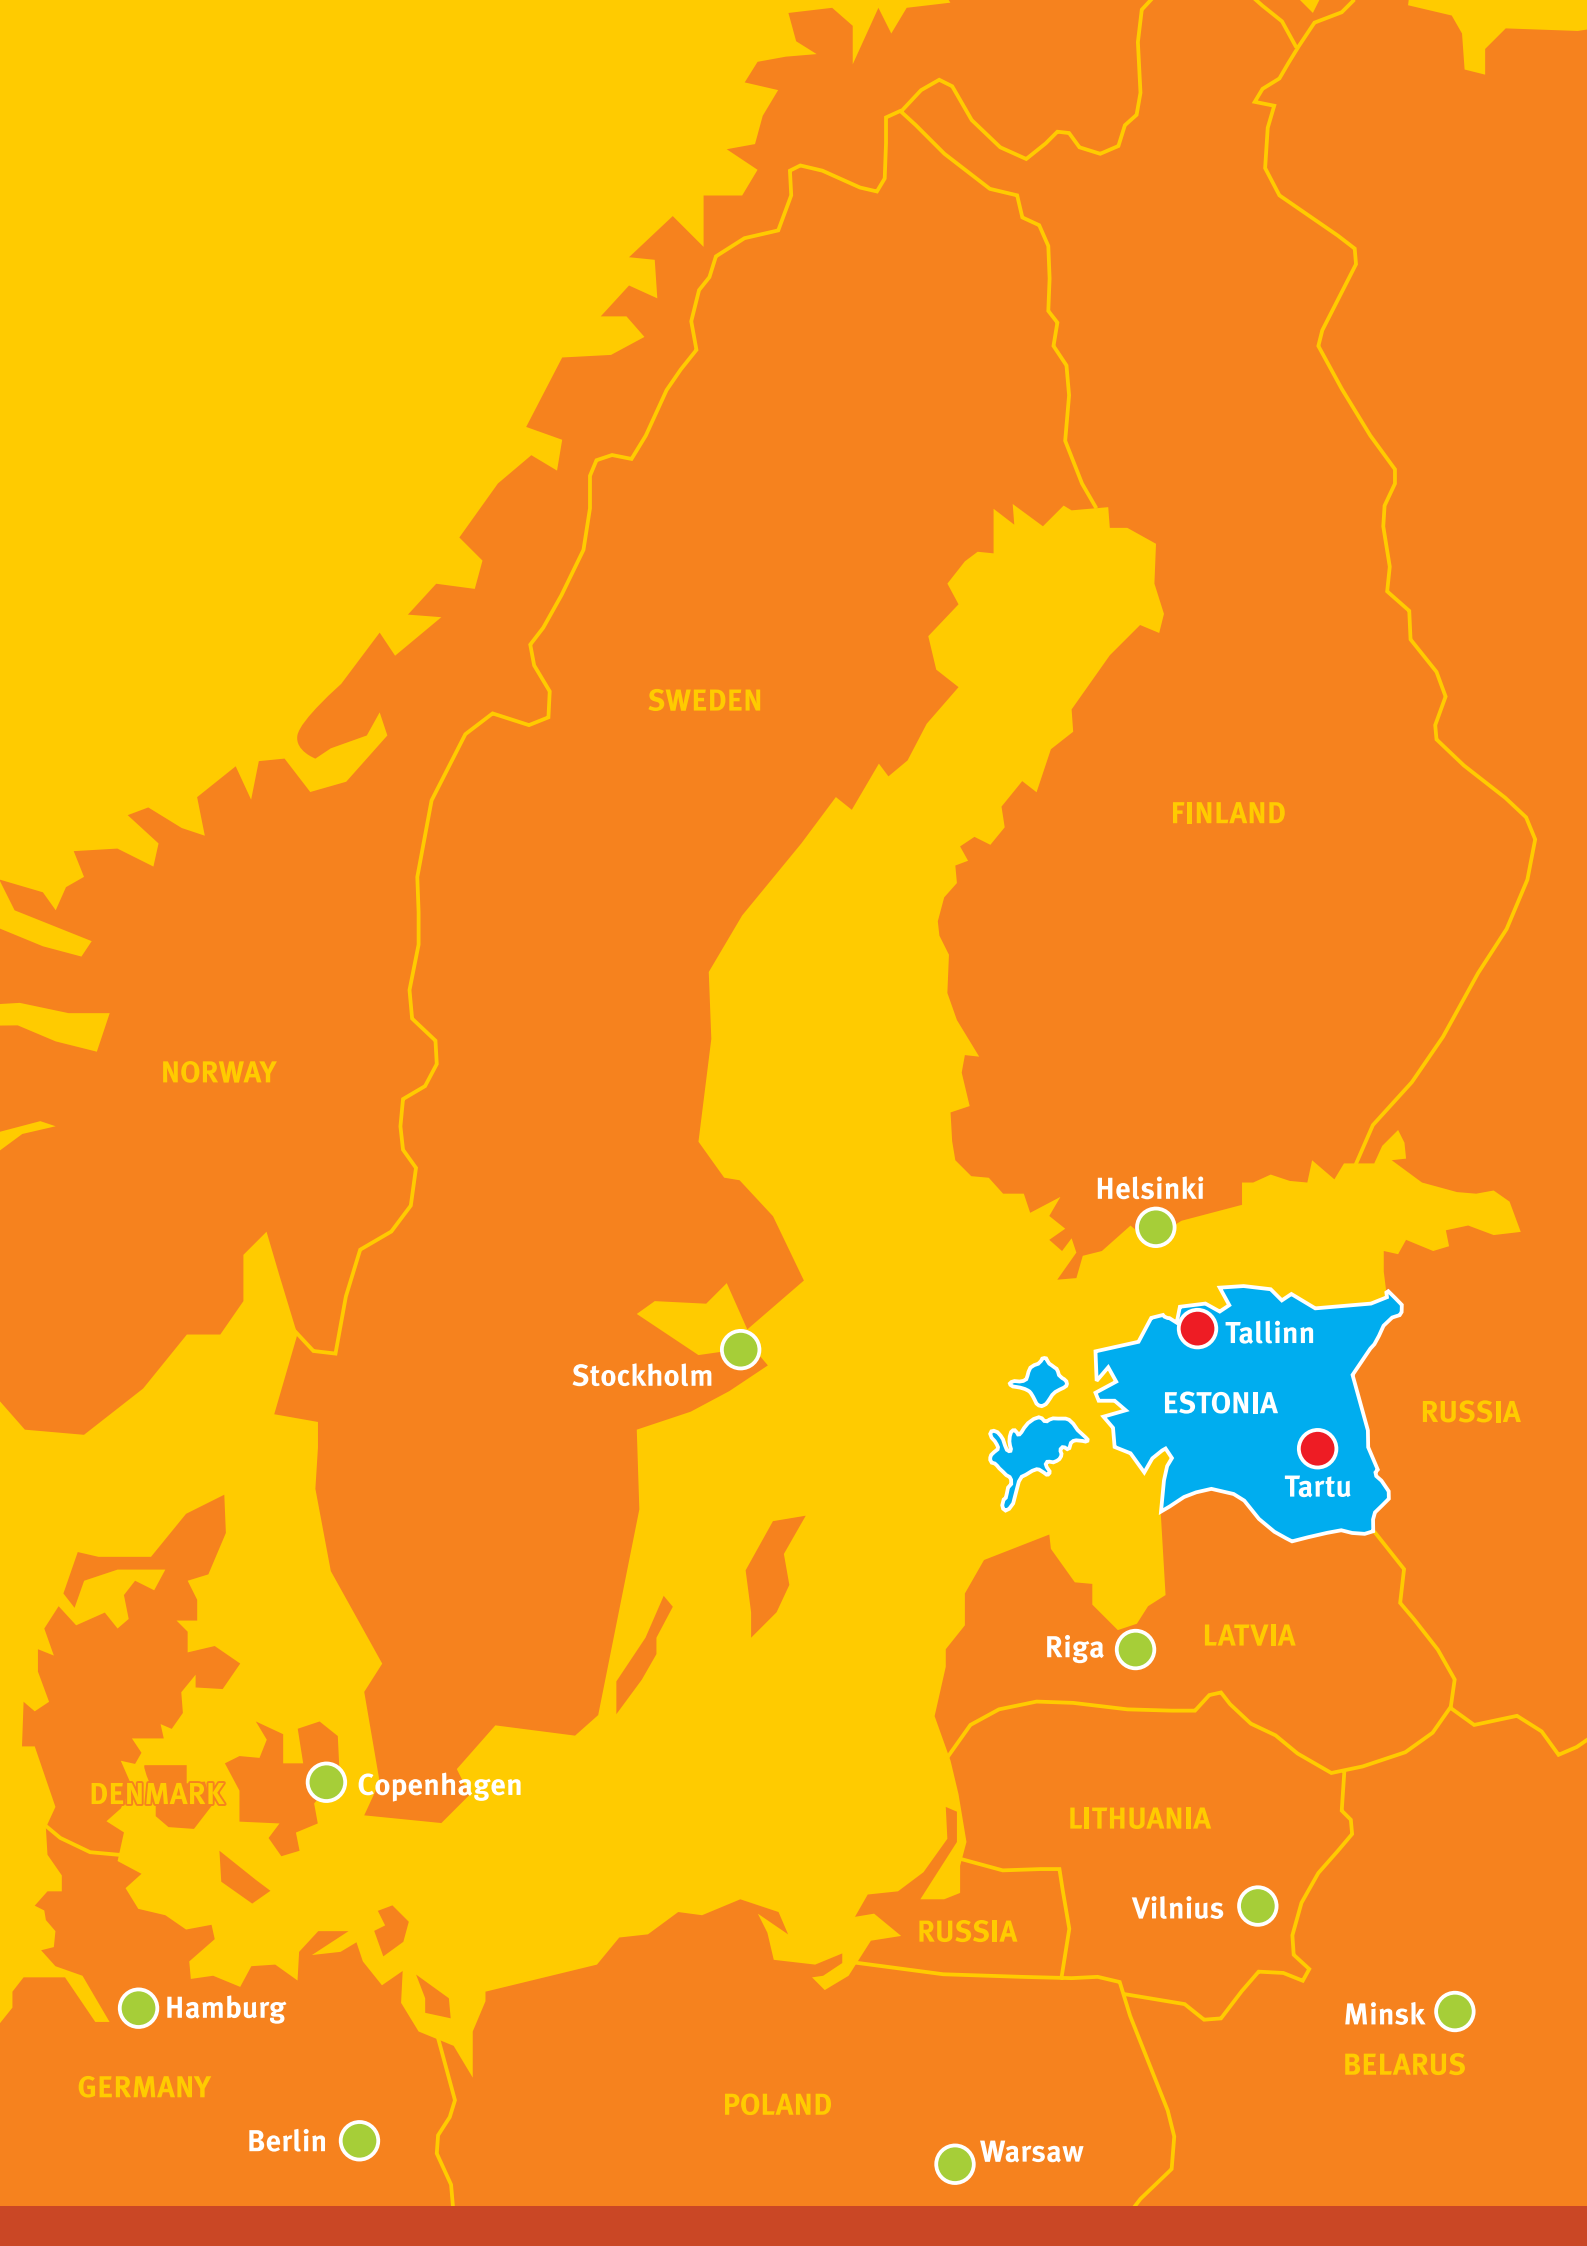 SWEDEN
FINLAND
NORWAY
Helsinki
Tallinn
Stockholm
ESTONIA
RUSSIA
Tartu
Riga
LATVIA
DENMARK
Copenhagen
LITHUANIA
Vilnius
RUSSIA
Hamburg
Minsk
BELARUS
GERMANY
POLAND
Berlin
Warsaw